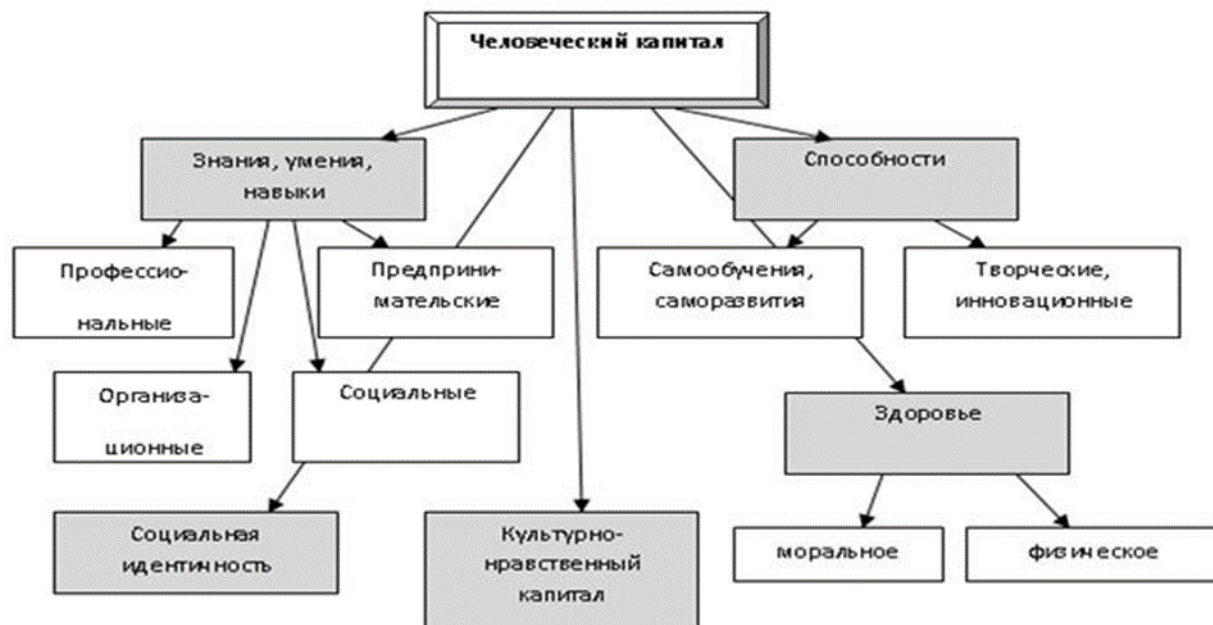 Человеческий капитал
Знания, умения,
навыки
Способности
Профессио-
нальные
Предприни-
мательские
Самообучения,
саморазвития
Творческие,
инновационные
Организа-
ционные
Социальные
Здоровье
Социальная
идентичность
Культурно-
нравственный
капитал
моральное
физическое